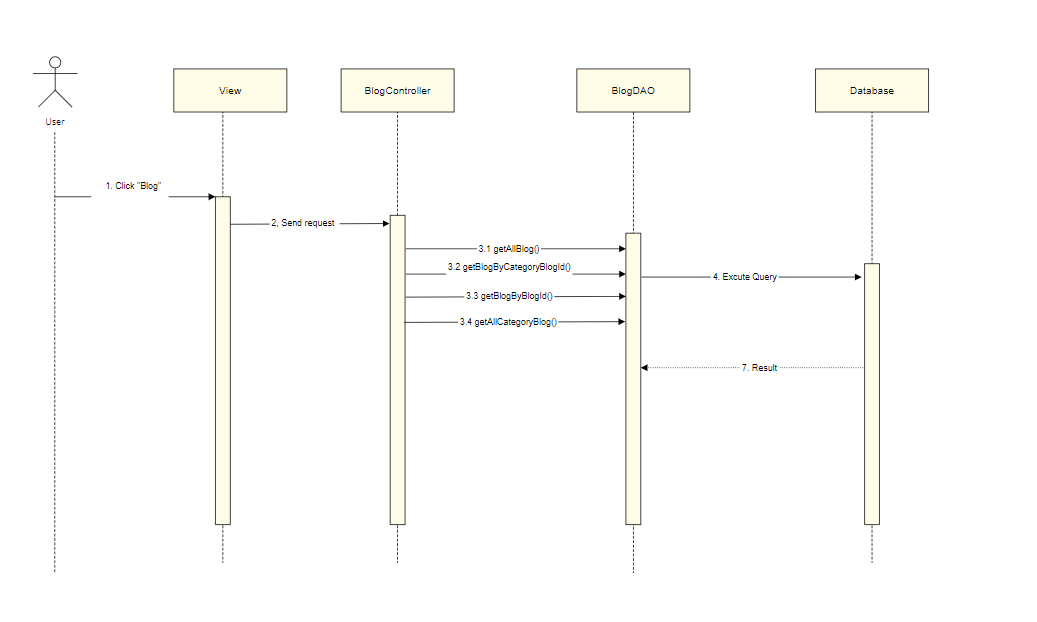 View
BlogController
BlogDAO
Database
User
1. Click "Blog"
2, Send request
3.1 getAllBlog()
3.2 getBlogByCategoryBlogId()
4. Excute Query
3.3 getBlogByBlogId()
3.4 getAllCategoryBlog()
7. Result